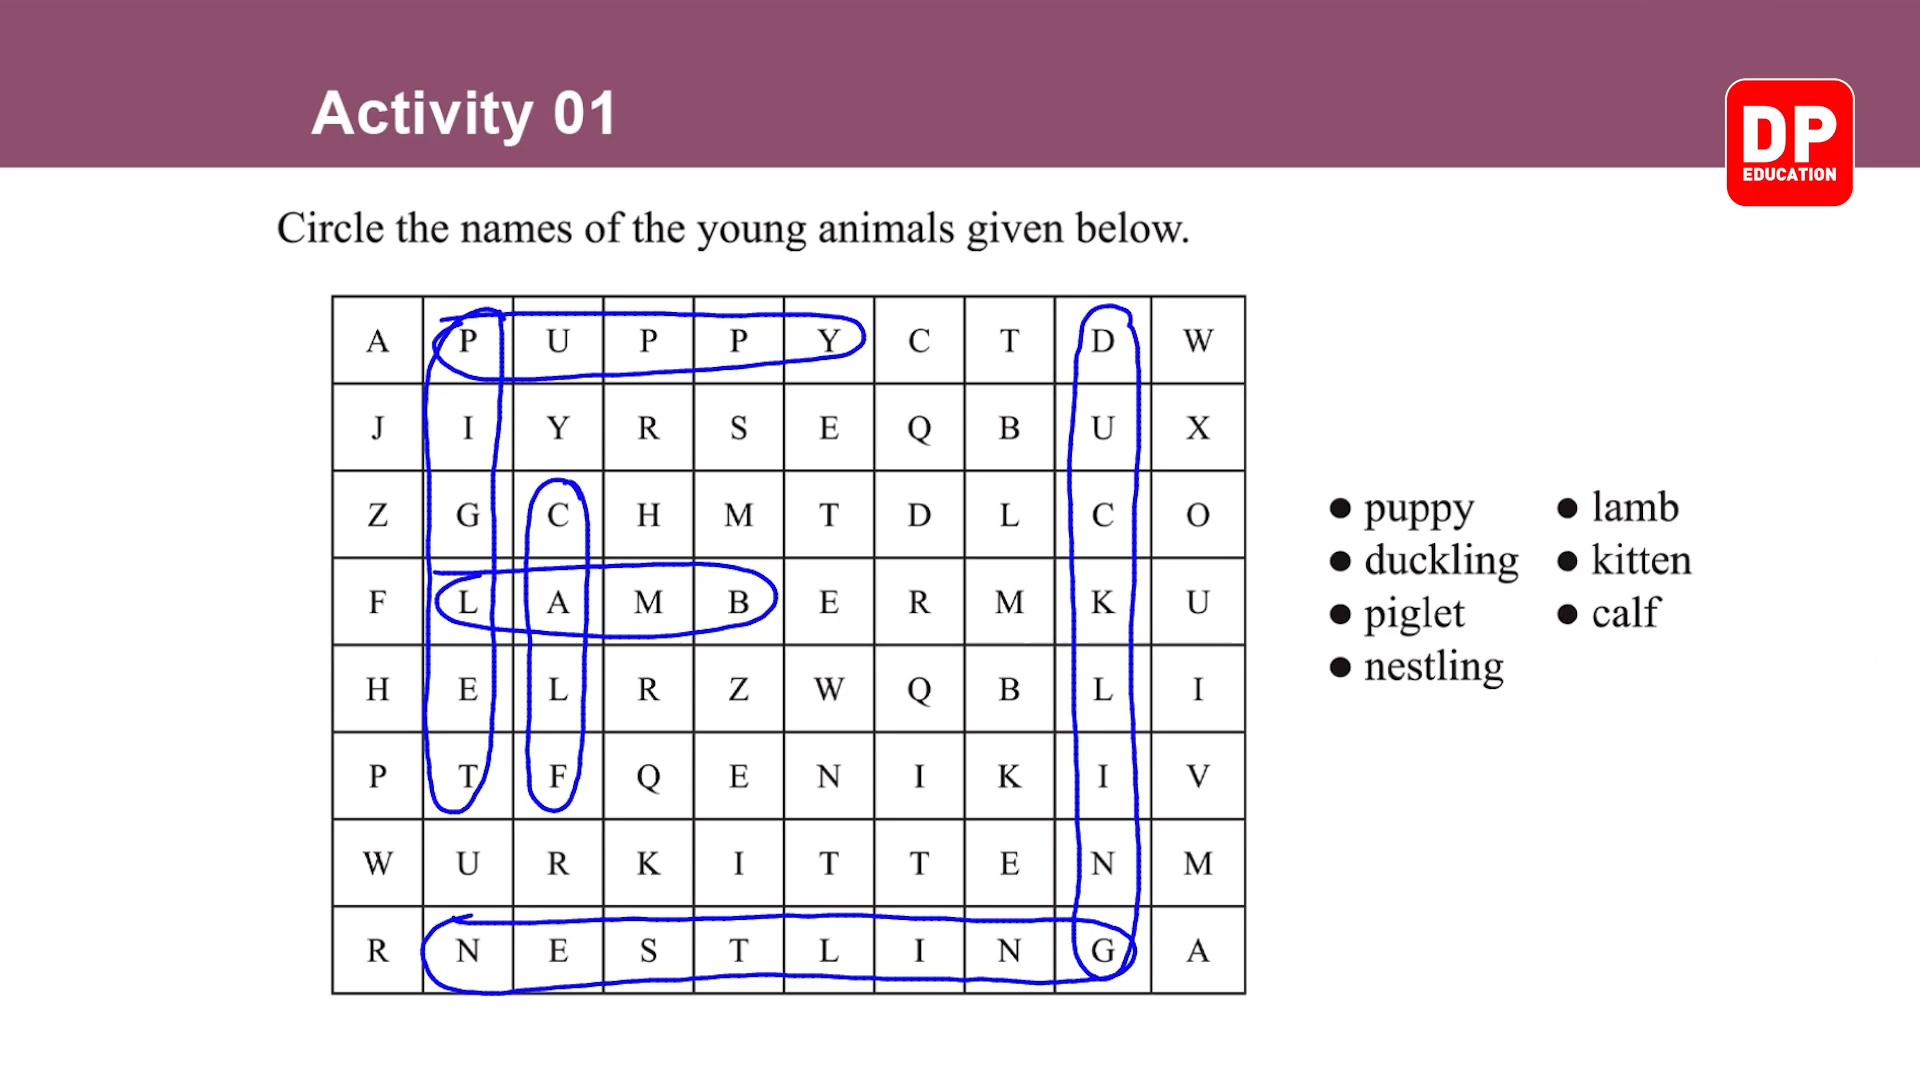 Activity 01
DP
EDUCATION
Circle the names of the young animals given below.
A P U P P Y C T D W
J I Y R S E Q B U X
Z G C H M T D L C O
F L A M B E R M K U
H E L R Z W Q B L I
P T F Q E N I K I V
W U R K I T T E N M
R N E S T L I N G A
● puppy ● lamb
● duckling ● kitten
● piglet ● calf
● nestling